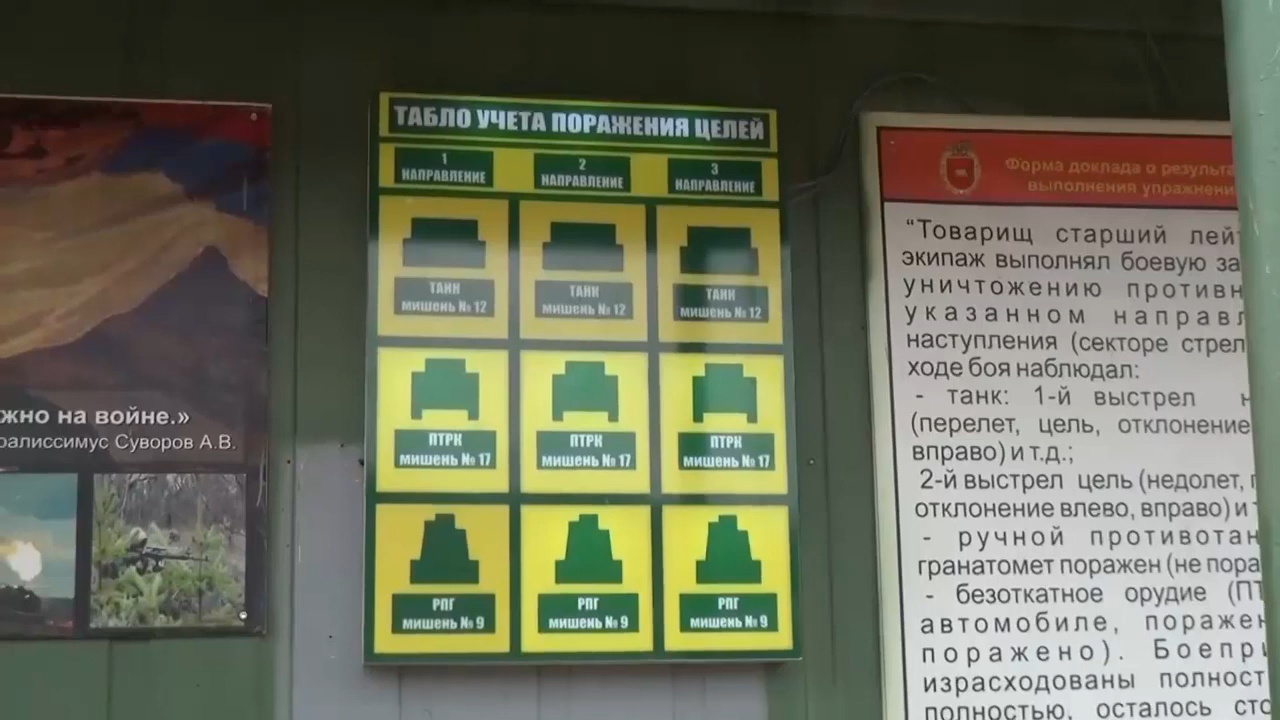 жно на войне.»
ралиссимус Суворов А.В.
ТАБЛО УЧЕТА ПОРАЖЕНИЯ ЦЕЛЕЙ
1 НАПРАВЛЕНИЕ
2 НАПРАВЛЕНИЕ
3 НАПРАВЛЕНИЕ
ТАНК
мишень № 12
ТАНК
мишень № 12
ТАНК
мишень № 12
ПТРК
мишень № 17
ПТРК
мишень № 17
ПТРК
мишень № 17
РПГ
мишень № 9
РПГ
мишень № 9
РПГ
мишень № 9
Форма доклада о результа
выполнения упражнени
“Товарищ старший лей
экипаж выполнял боевую за
уничтожению противн
указанном направл
наступления (секторе стрел
ходе боя наблюдал:
- танк: 1-й выстрел н
(перелет, цель, отклонение
вправо) и т.д.;
2-й выстрел цель (недолет, п
отклонение влево, вправо) и т
- ручной противотан
гранатомет поражен (не пора
- безоткатное орудие (ПТ
автомобиле, поражен
поражено). Боепри
израсходованы полност
полностью, осталось сто